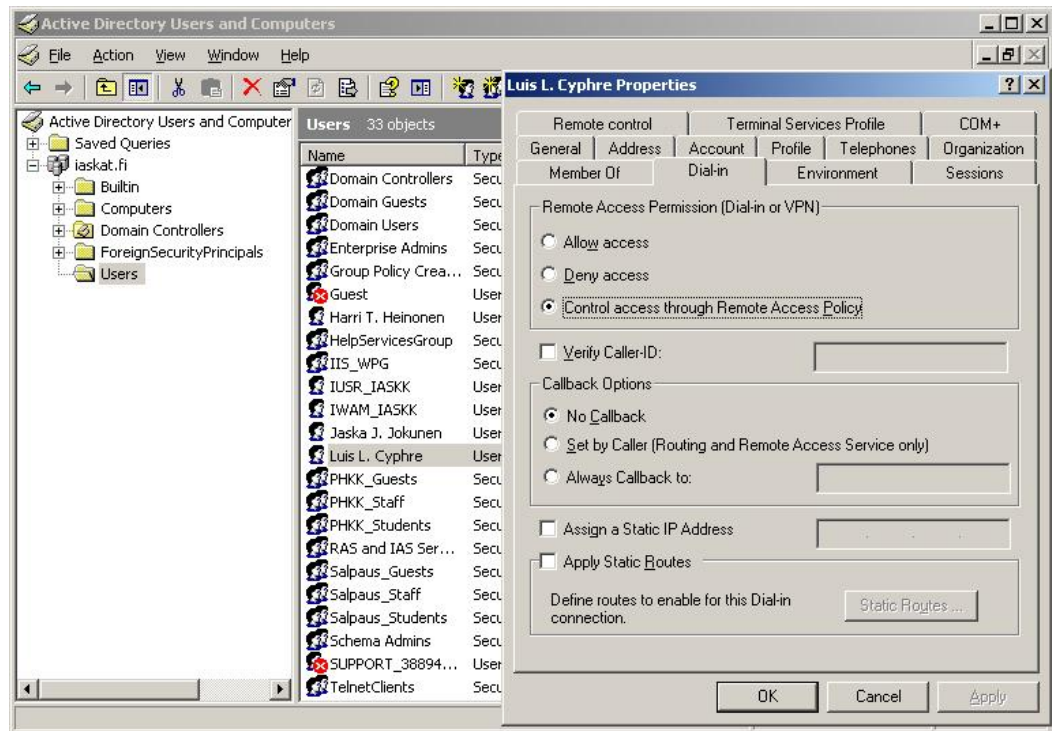 Active Directory Users and Computers
File Action View Window Help
Active Directory Users and Computer
Saved Queries
iaskat.fi
Builtin
Computers
Domain Controllers
ForeignSecurityPrincipals
Users
Users 33 objects
Name Type
Domain Controllers Secu
Domain Guests Secu
Domain Users Secu
Enterprise Admins Secu
Group Policy Crea... Secu
Guest User
Harri T. Heinonen User
HelpServicesGroup Secu
IIS_WPG Secu
IUSR_IASKK User
IWAM_IASKK User
Jaska J. Jokunen User
Luis L. Cyphre User
PHKK_Guests Secu
PHKK_Staff Secu
PHKK_Students Secu
RAS and IAS Ser... Secu
Salpaus_Guests Secu
Salpaus_Staff Secu
Salpaus_Students Secu
Schema Admins Secu
SUPPORT_38894... User
TelnetClients Secu
Luis L. Cyphre Properties
Remote control Terminal Services Profile COM+
General Address Account Profile Telephones Organization
Member Of Dial-in Environment Sessions
Remote Access Permission (Dial-in or VPN)
Allow access
Deny access
Control access through Remote Access Policy
Verify Caller-ID:
Callback Options
No Callback
Set by Caller (Routing and Remote Access Service only)
Always Callback to:
Assign a Static IP Address
Apply Static Routes
Define routes to enable for this Dial-in
connection.
Static Routes ...
OK Cancel Apply